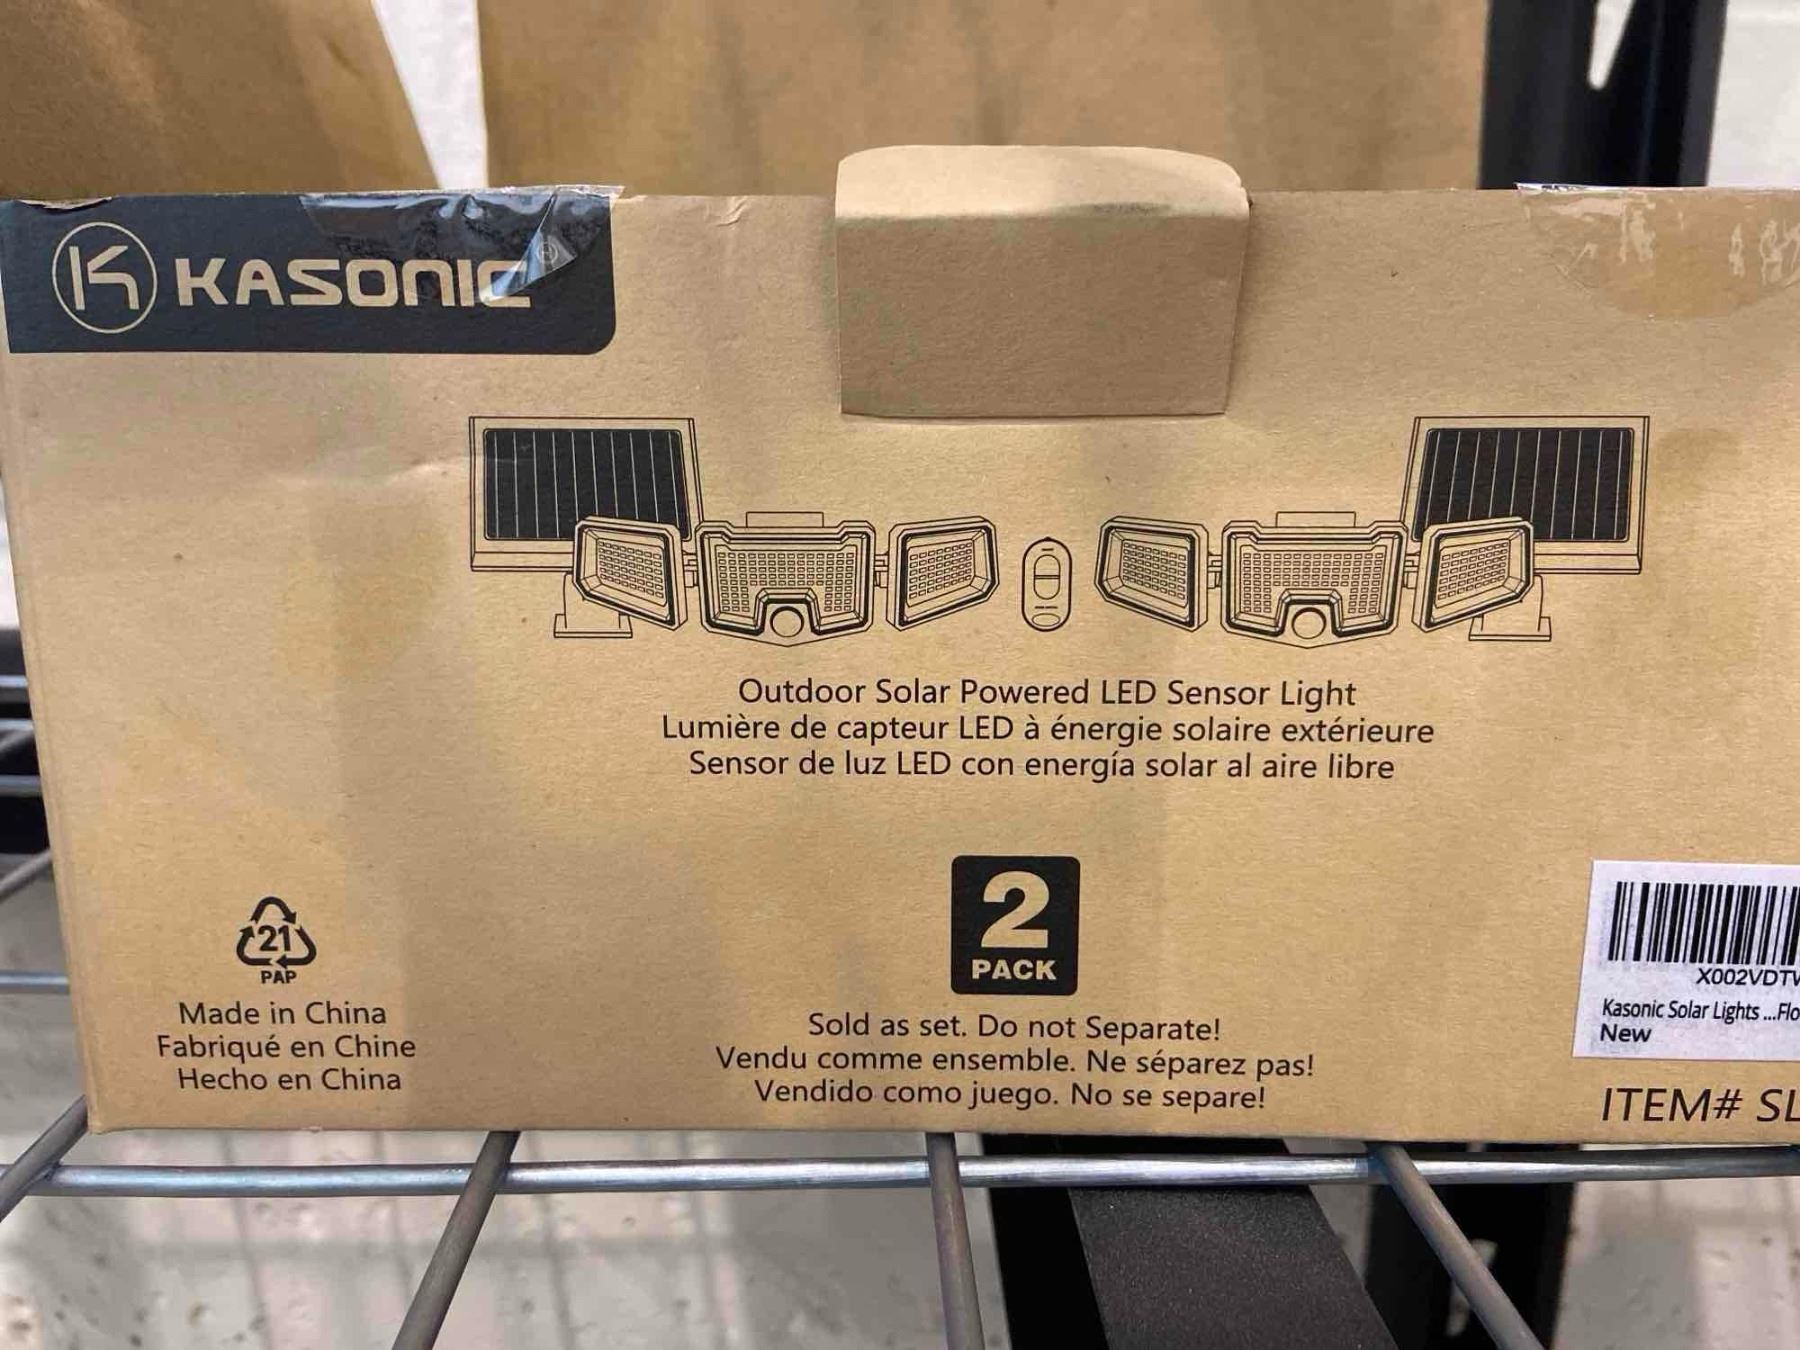 KASONIC®
Outdoor Solar Powered LED Sensor Light
Lumière de capteur LED à énergie solaire extérieure
Sensor de luz LED con energía solar al aire libre
2
PACK
21
PAP
Made in China
Fabriqué en Chine
Hecho en China
Sold as set. Do not Separate!
Vendu comme ensemble. Ne séparez pas!
Vendido como juego. No se separe!
X002VDTV
Kasonic Solar Lights ...Flo
New
ITEM# SL